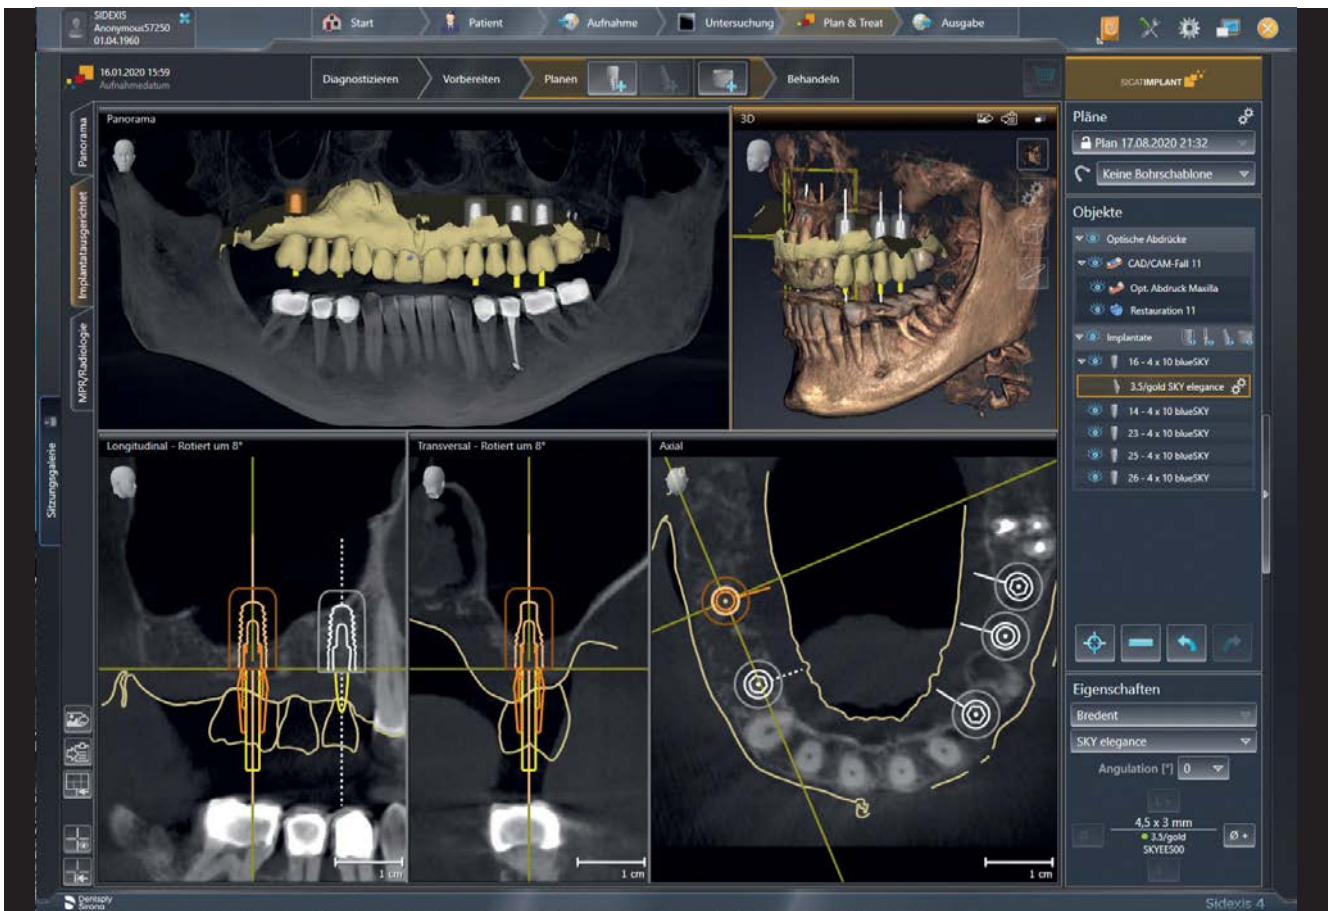 SIDEXIS
Anonymous57250
01.04.1960
Start
Patient
Aufnahme
Untersuchung
Plan & Treat
Ausgabe
16.01.2020 15:59
Aufnahmedatum
Diagnostizieren
Vorbereiten
Planen
Behandeln
SICAT IMPLANT
Panorama
Implantatausgerichtet
MPR/Radiologie
Sitzungsgalerie
Panorama
3D
Longitudinal - Rotiert um 8°
1 cm
Transversal - Rotiert um 8°
1 cm
Axial
1 cm
Pläne
Plan 17.08.2020 21:32
Keine Bohrschablone
Objekte
Optische Abdrücke
CAD/CAM-Fall 11
Opt. Abdruck Maxilla
Restauration 11
Implantate
16 - 4 x 10 blueSKY
3.5/gold SKY elegance
14 - 4 x 10 blueSKY
23 - 4 x 10 blueSKY
25 - 4 x 10 blueSKY
26 - 4 x 10 blueSKY
Eigenschaften
Bredent
SKY elegance
Angulation [°] 0
4,5 x 3 mm
3.5/gold
SKYEES00
Ø +
Dentsply
Sirona
Sidexis 4